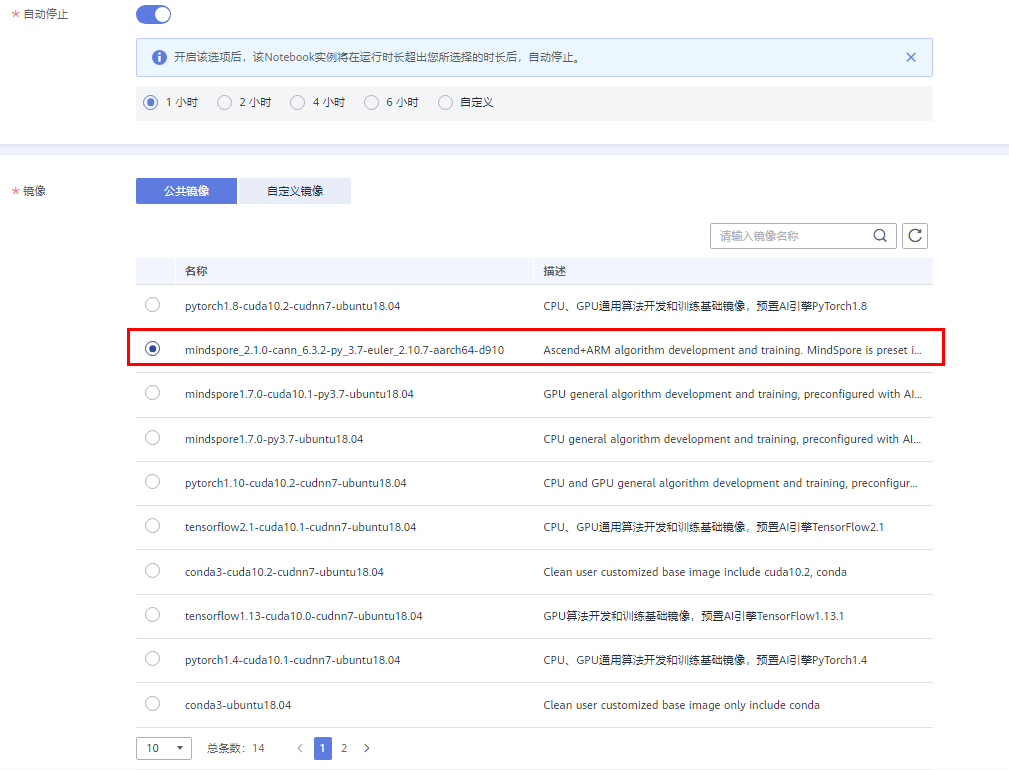 * 自动停止
开启该选项后，该Notebook实例将在运行时长超出您所选择的时长后，自动停止。
1 小时 2 小时 4 小时 6 小时 自定义
* 镜像 公共镜像 自定义镜像
请输入镜像名称
名称 描述
pytorch1.8-cuda10.2-cudnn7-ubuntu18.04 CPU、GPU通用算法开发和训练基础镜像，预置AI引擎PyTorch1.8
mindspore_2.1.0-cann_6.3.2-py_3.7-euler_2.10.7-aarch64-d910 Ascend+ARM algorithm development and training. MindSpore is preset i...
mindspore1.7.0-cuda10.1-py3.7-ubuntu18.04 GPU general algorithm development and training, preconfigured with AI...
mindspore1.7.0-py3.7-ubuntu18.04 CPU general algorithm development and training, preconfigured with AI...
pytorch1.10-cuda10.2-cudnn7-ubuntu18.04 CPU and GPU general algorithm development and training, preconfigur...
tensorflow2.1-cuda10.1-cudnn7-ubuntu18.04 CPU、GPU通用算法开发和训练基础镜像，预置AI引擎TensorFlow2.1
conda3-cuda10.2-cudnn7-ubuntu18.04 Clean user customized base image include cuda10.2, conda
tensorflow1.13-cuda10.0-cudnn7-ubuntu18.04 GPU算法开发和训练基础镜像，预置AI引擎TensorFlow1.13.1
pytorch1.4-cuda10.1-cudnn7-ubuntu18.04 CPU、GPU通用算法开发和训练基础镜像，预置AI引擎PyTorch1.4
conda3-ubuntu18.04 Clean user customized base image only include conda
10 总条数：14 < 1 2 >